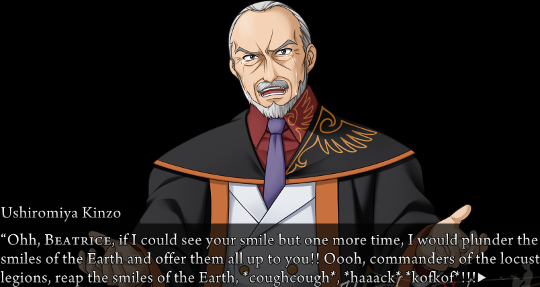 Ushiromiya Kinzo
“Ohh, BEATRICE, if I could see your smile but one more time, I would plunder the
smiles of the Earth and offer them all up to you!! Oooh, commanders of the locust
legions, reap the smiles of the Earth, *coughcough*, *haaack* *kofkof*!!!▶